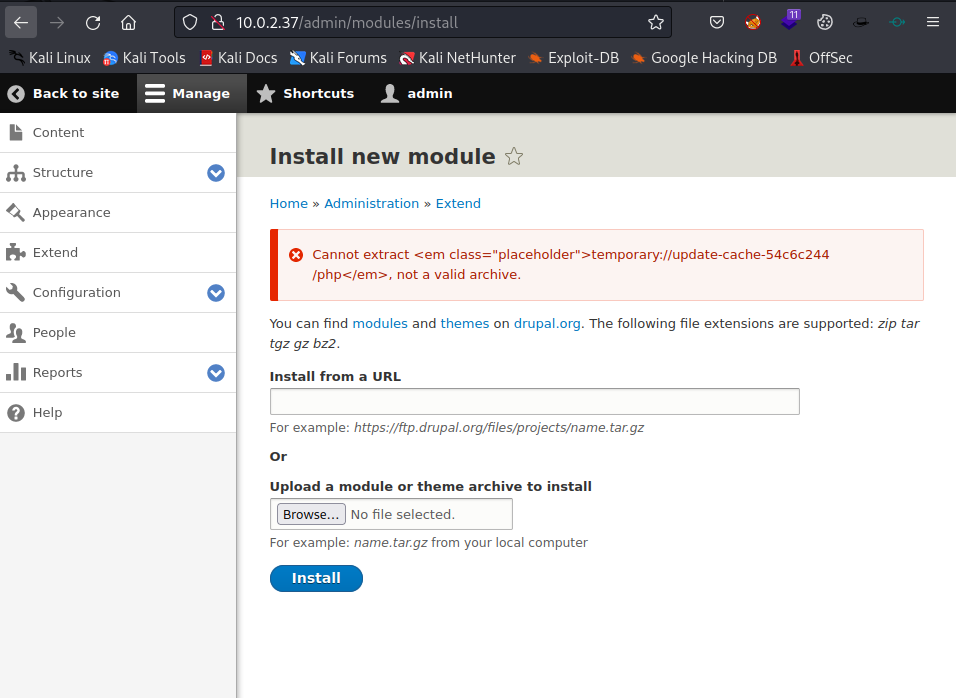 10.0.2.37/admin/modules/install
11
Kali Linux Kali Tools Kali Docs Kali Forums Kali NetHunter Exploit-DB Google Hacking DB OffSec
Back to site Manage Shortcuts admin
Content
Structure
Appearance
Extend
Configuration
People
Reports
Help
Install new module
Home » Administration » Extend
Cannot extract <em class="placeholder">temporary://update-cache-54c6c244
/php</em>, not a valid archive.
You can find modules and themes on drupal.org. The following file extensions are supported: zip tar
tgz gz bz2.
Install from a URL
For example: https://ftp.drupal.org/files/projects/name.tar.gz
Or
Upload a module or theme archive to install
Browse... No file selected.
For example: name.tar.gz from your local computer
Install